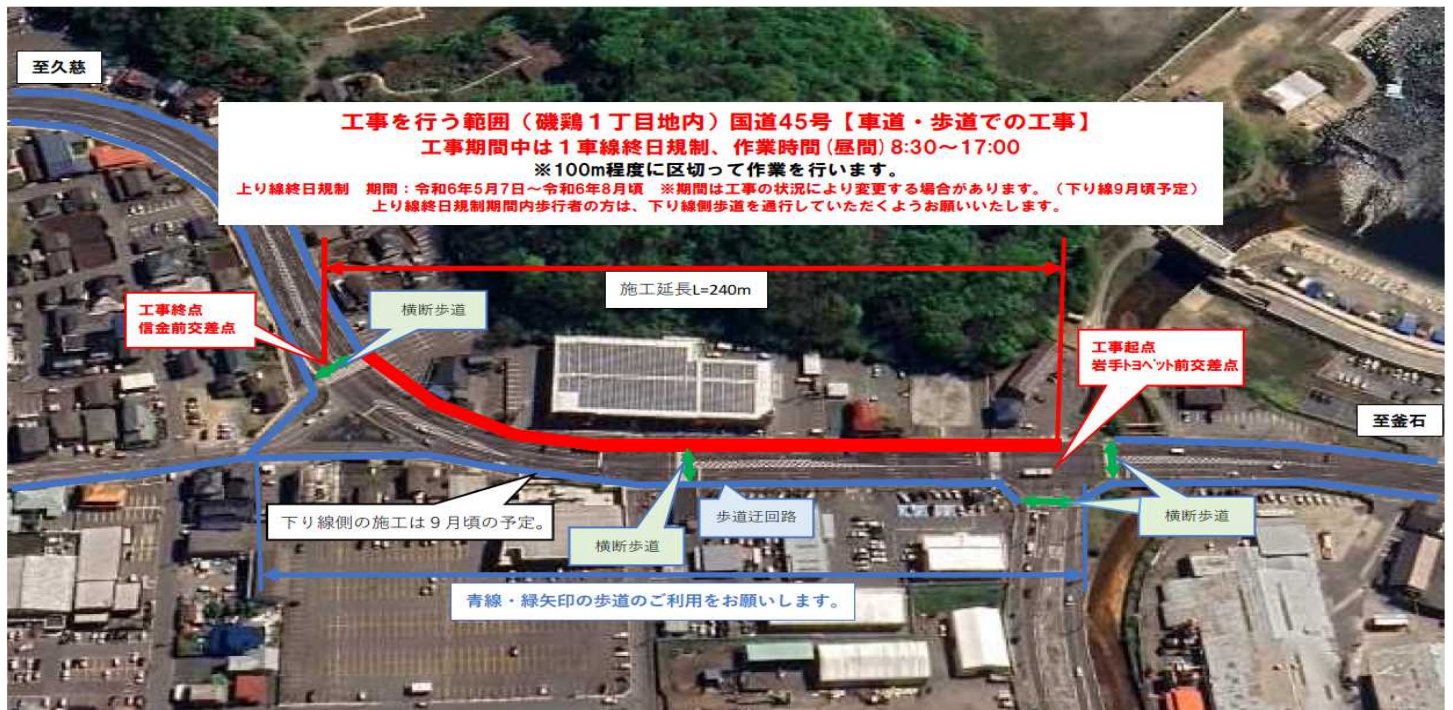 至久慈
工事を行う範囲（磯鶏１丁目地内）国道45号【車道・歩道での工事】
工事期間中は１車線終日規制、作業時間(昼間)8:30～17:00
※100m程度に区切って作業を行います。
上り線終日規制　期間：令和6年5月7日～令和6年8月頃　※期間は工事の状況により変更する場合があります。（下り線9月頃予定）
上り線終日規制期間内歩行者の方は、下り線側歩道を通行していただくようお願いいたします。
施工延長L=240m
工事終点
信金前交差点
横断歩道
工事起点
岩手トヨペット前交差点
至釜石
下り線側の施工は９月頃の予定。
歩道迂回路
横断歩道
横断歩道
青線・緑矢印の歩道のご利用をお願いします。